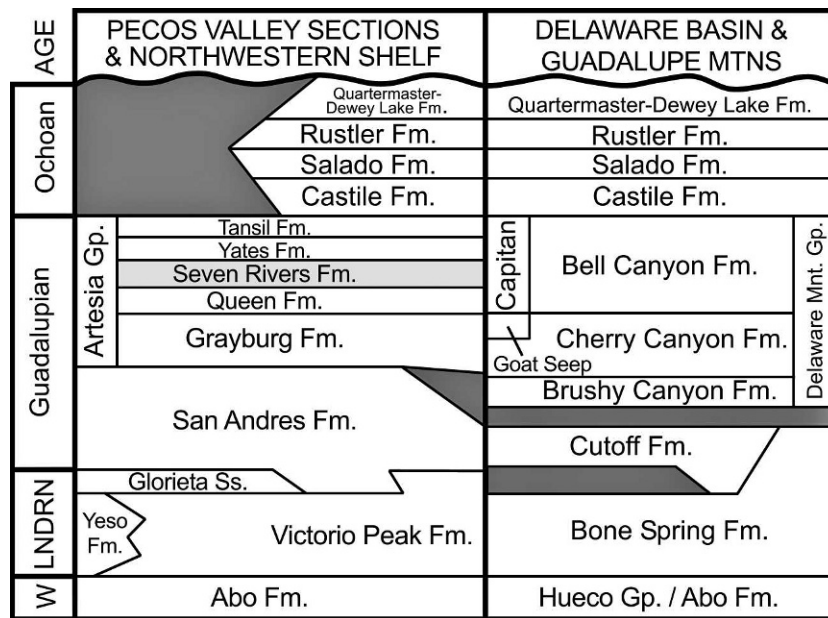 AGE
PECOS VALLEY SECTIONS
& NORTHWESTERN SHELF
DELAWARE BASIN &
GUADALUPE MTNS
Ochoan
Quartermaster-
Dewey Lake Fm.
Rustler Fm.
Salado Fm.
Castile Fm.
Quartermaster-Dewey Lake Fm.
Rustler Fm.
Salado Fm.
Castile Fm.
Guadalupian
Artesia Gp.
Tansil Fm.
Yates Fm.
Seven Rivers Fm.
Queen Fm.
Grayburg Fm.
San Andres Fm.
Capitan
Bell Canyon Fm.
Delaware Mnt. Gp.
Cherry Canyon Fm.
Goat Seep
Brushy Canyon Fm.
Cutoff Fm.
LNDRN
Glorieta Ss.
Yeso
Fm.
Victorio Peak Fm.
Bone Spring Fm.
W
Abo Fm.
Hueco Gp. / Abo Fm.